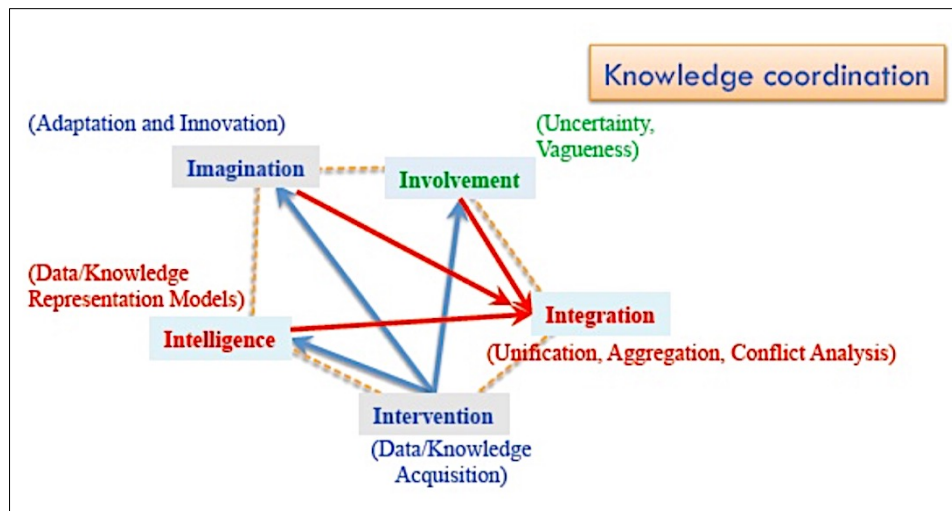 Knowledge coordination
(Adaptation and Innovation)
Imagination
(Uncertainty,
Vagueness)
Involvement
(Data/Knowledge
Representation Models)
Intelligence
Integration
(Unification, Aggregation, Conflict Analysis)
Intervention
(Data/Knowledge
Acquisition)